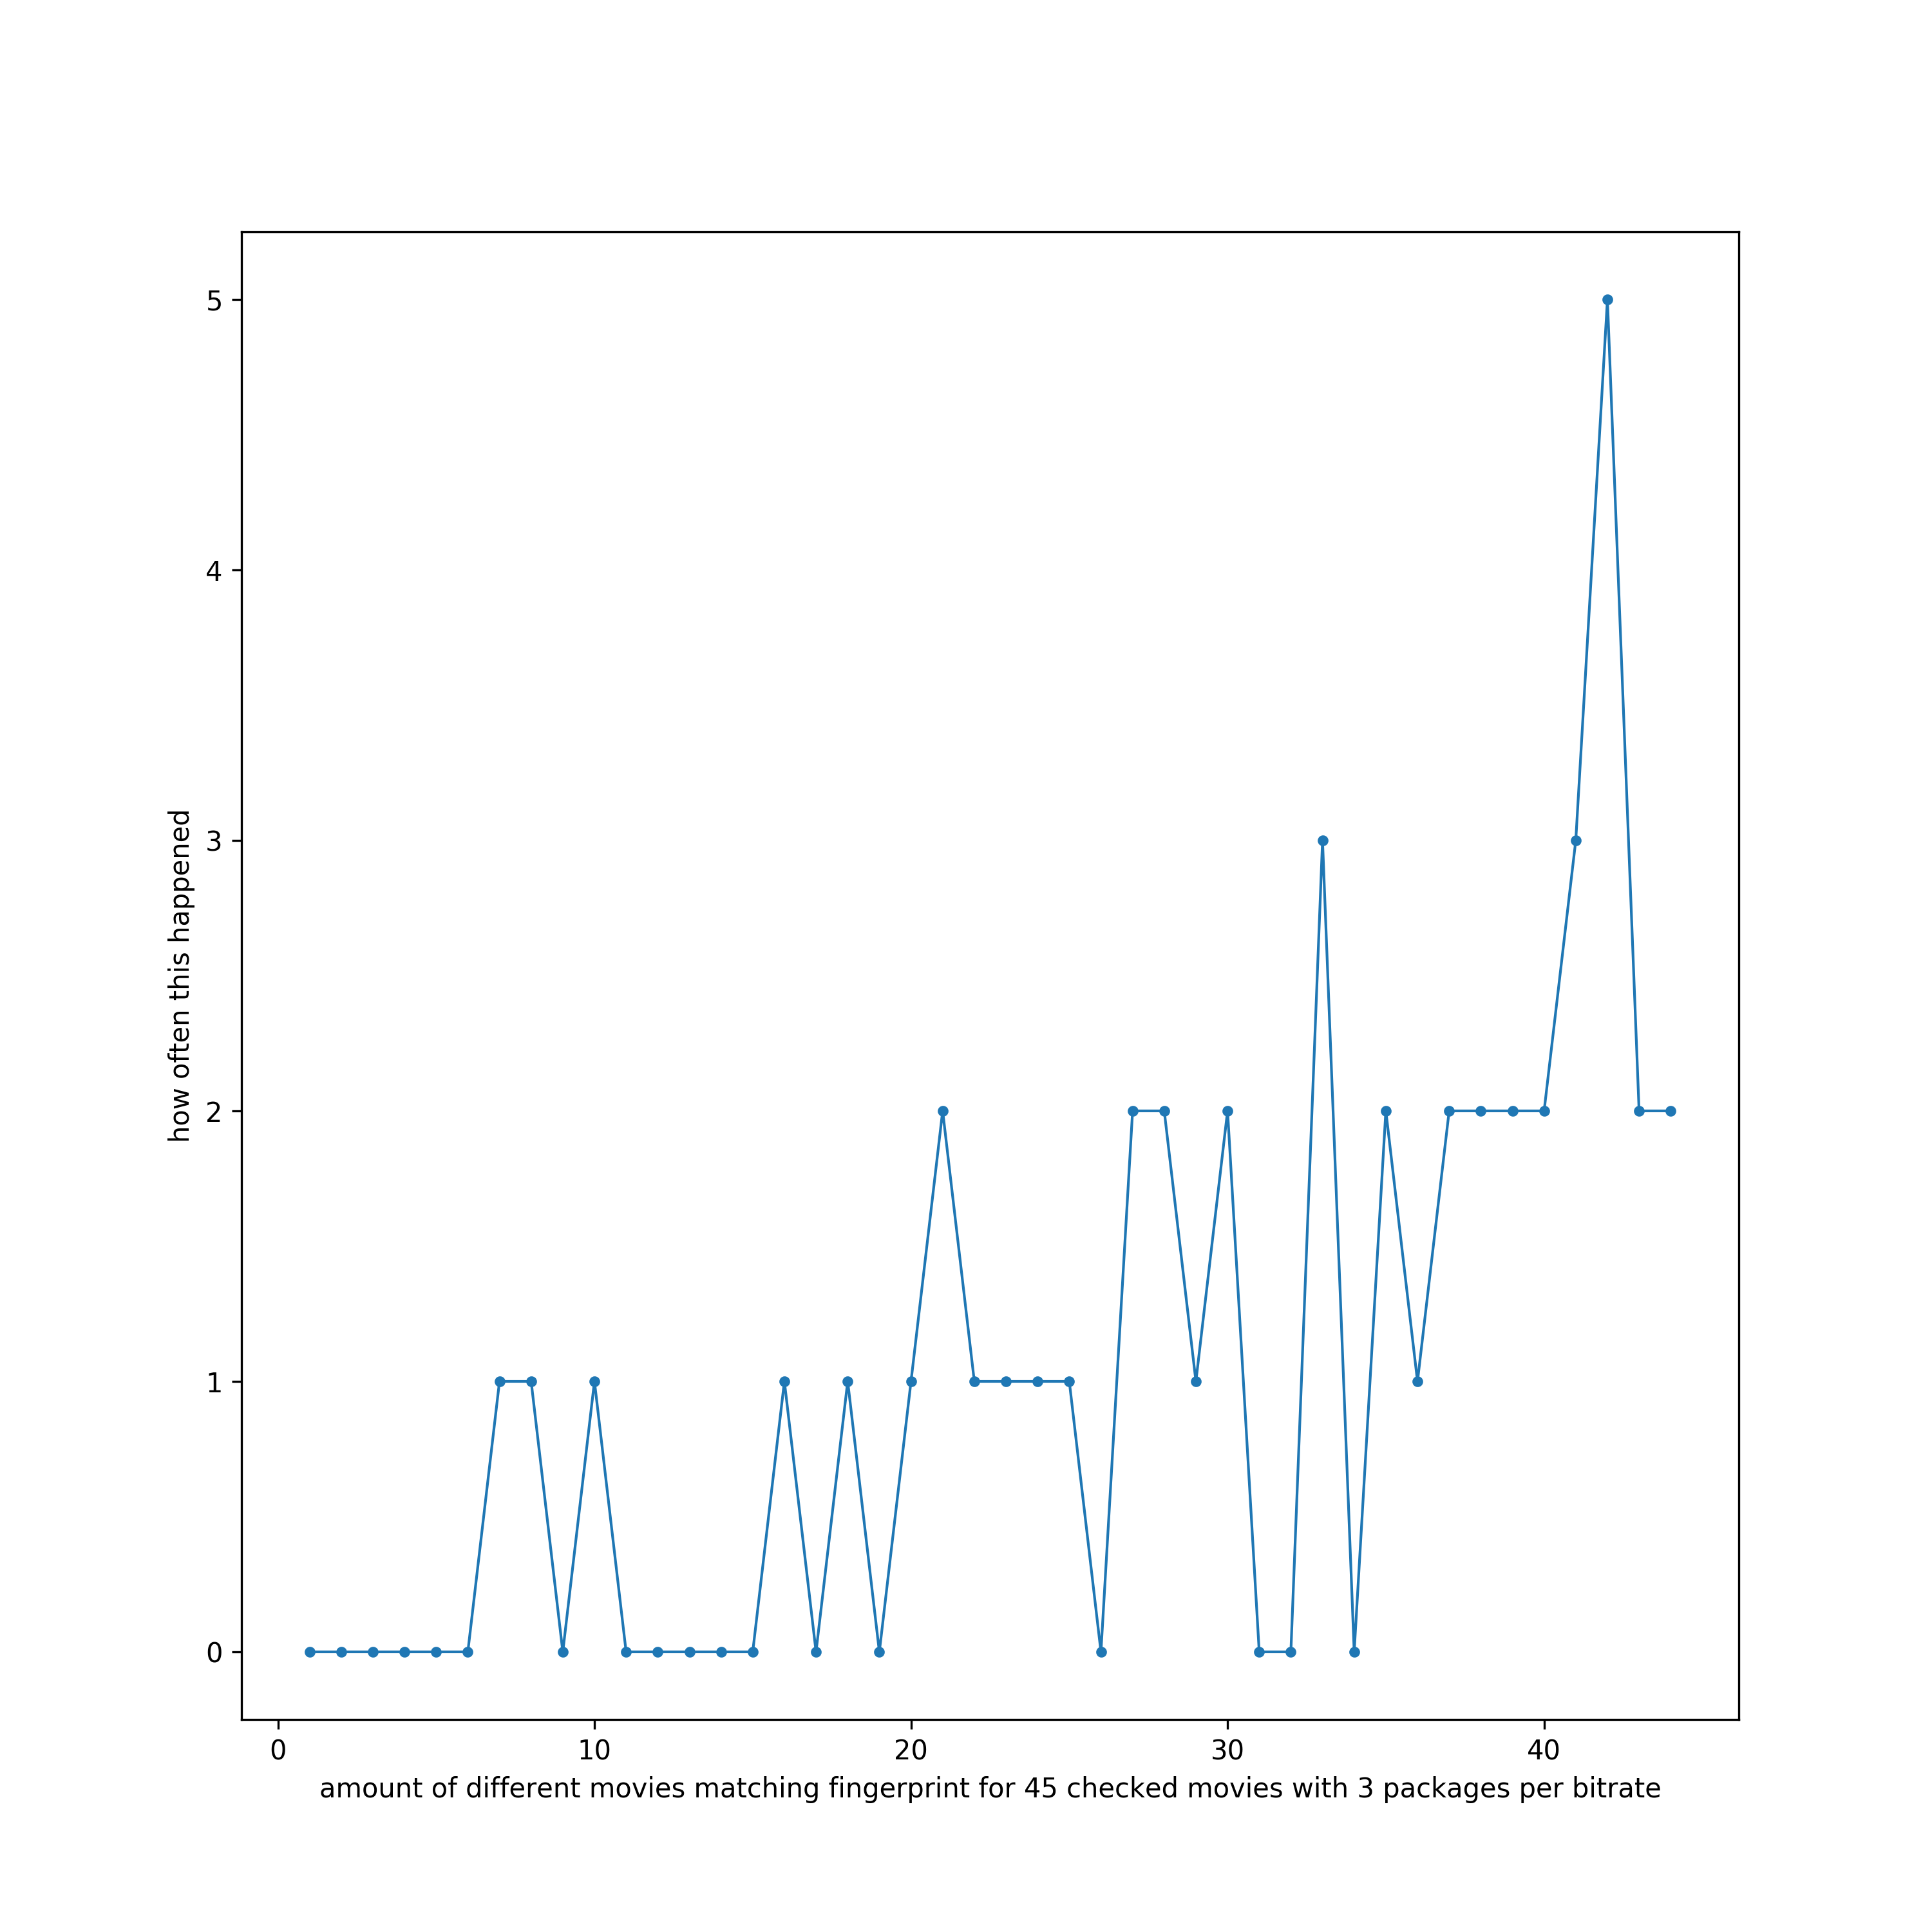 5
4
3
2
1
0
how often this happened
0 10 20 30 40
amount of different movies matching fingerprint for 45 checked movies with 3 packages per bitrate